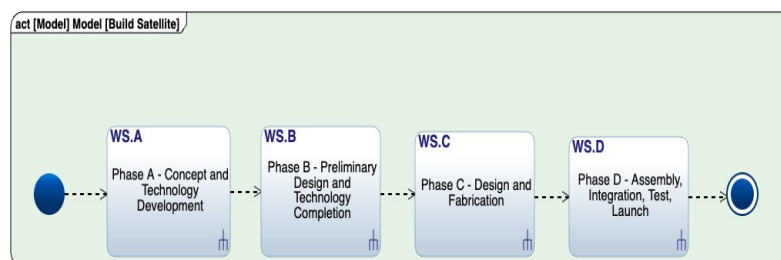 act [Model] Model [Build Satellite]
WS.A
Phase A - Concept and
Technology
Development
WS.B
Phase B - Preliminary
Design and
Technology
Completion
WS.C
Phase C - Design and
Fabrication
WS.D
Phase D - Assembly,
Integration, Test,
Launch